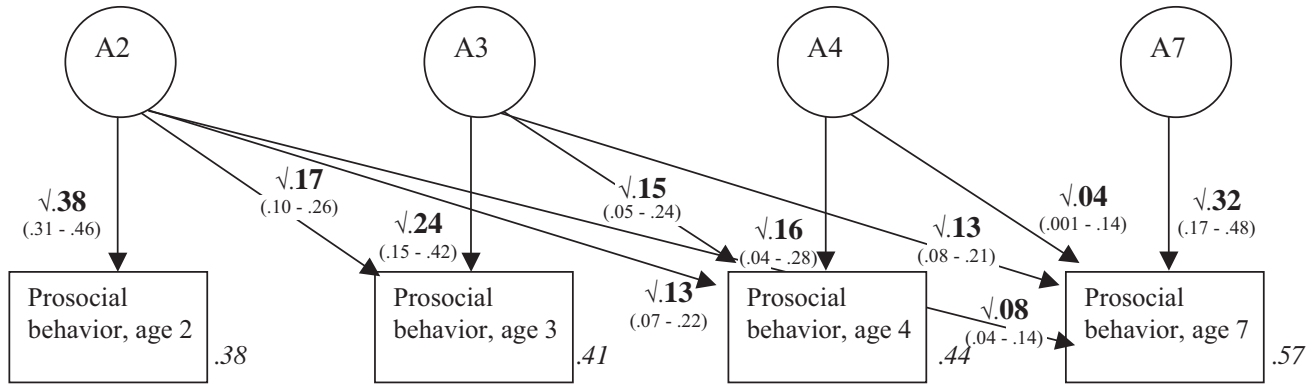 A2
A3
A4
A7
√.38
(.31 - .46)
√.17
(.10 - .26)
√.24
(.15 - .42)
√.15
(.05 - .24)
√.16
(.04 - .28)
√.13
(.07 - .22)
√.13
(.08 - .21)
√.04
(.001 - .14)
√.32
(.17 - .48)
√.08
(.04 - .14)
Prosocial
behavior, age 2
.38
Prosocial
behavior, age 3
.41
Prosocial
behavior, age 4
.44
Prosocial
behavior, age 7
.57